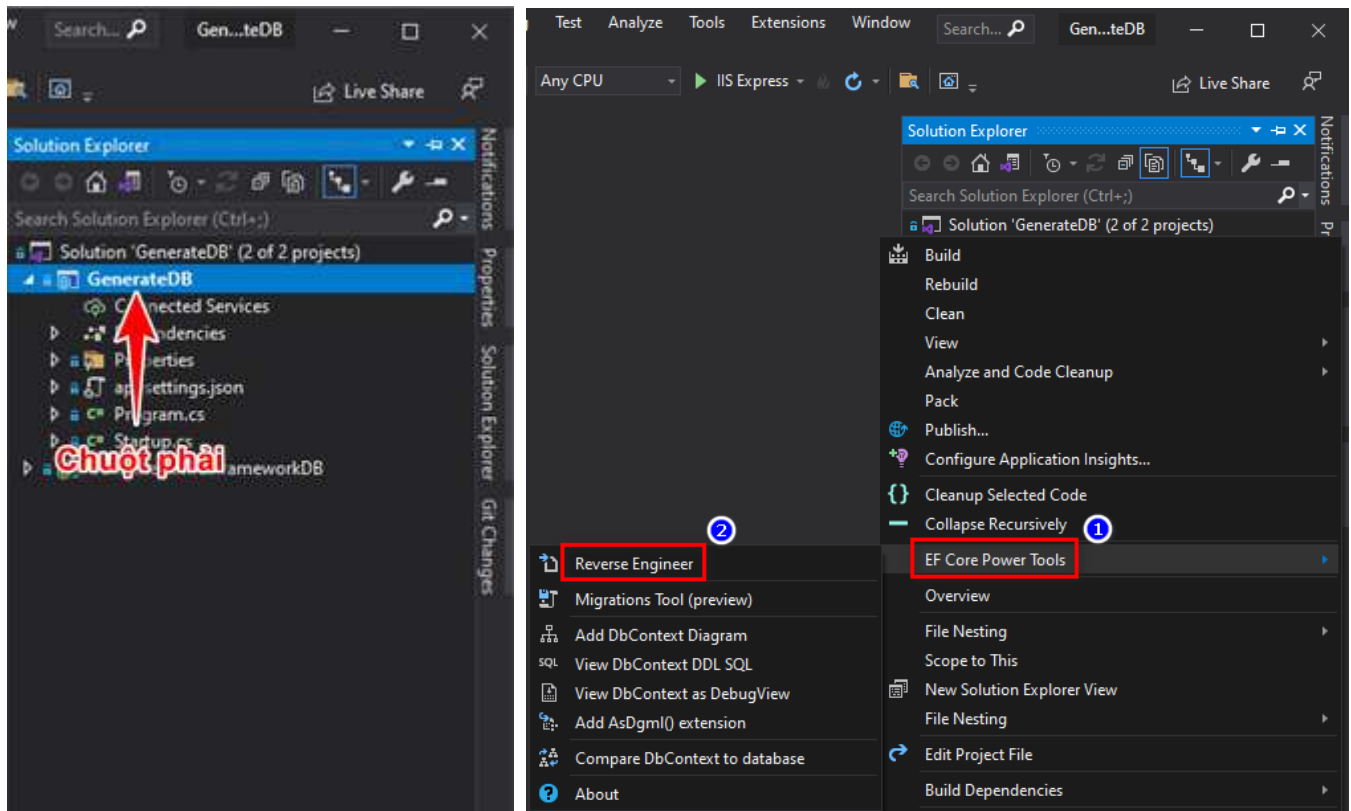 Search...
Gen...teDB
Live Share
Solution Explorer
Search Solution Explorer (Ctrl+;)
Solution 'GenerateDB' (2 of 2 projects)
GenerateDB
Connected Services
Properties
appsettings.json
Program.cs
Startup.cs
Chuột phải
ameworkDB
Notifications
Properties
Solution Explorer
Git Changes
Test Analyze Tools Extensions Window Search... Gen...teDB
Any CPU IIS Express Live Share
Solution Explorer
Search Solution Explorer (Ctrl+;)
Solution 'GenerateDB' (2 of 2 projects)
Notifications
Pr
Build
Rebuild
Clean
View
Analyze and Code Cleanup
Pack
Publish...
Configure Application Insights...
Cleanup Selected Code
Collapse Recursively
1
EF Core Power Tools
Overview
File Nesting
Scope to This
New Solution Explorer View
File Nesting
Edit Project File
Build Dependencies
2
Reverse Engineer
Migrations Tool (preview)
Add DbContext Diagram
SQL View DbContext DDL SQL
View DbContext as DebugView
Add AsDgml() extension
Compare DbContext to database
About